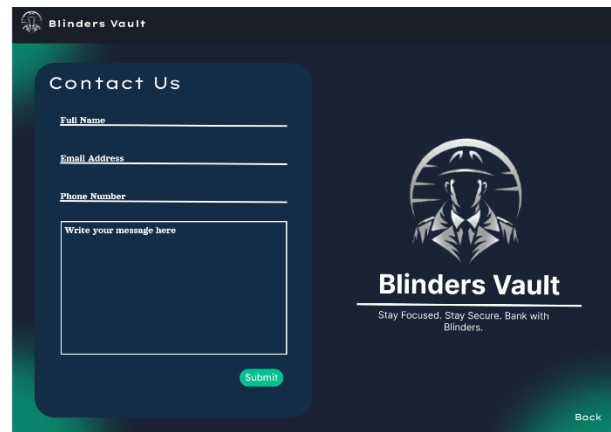 Blinders Vault
Contact Us
Full Name
Email Address
Phone Number
Write your message here
Submit
Blinders Vault
Stay Focused. Stay Secure. Bank with
Blinders.
Back